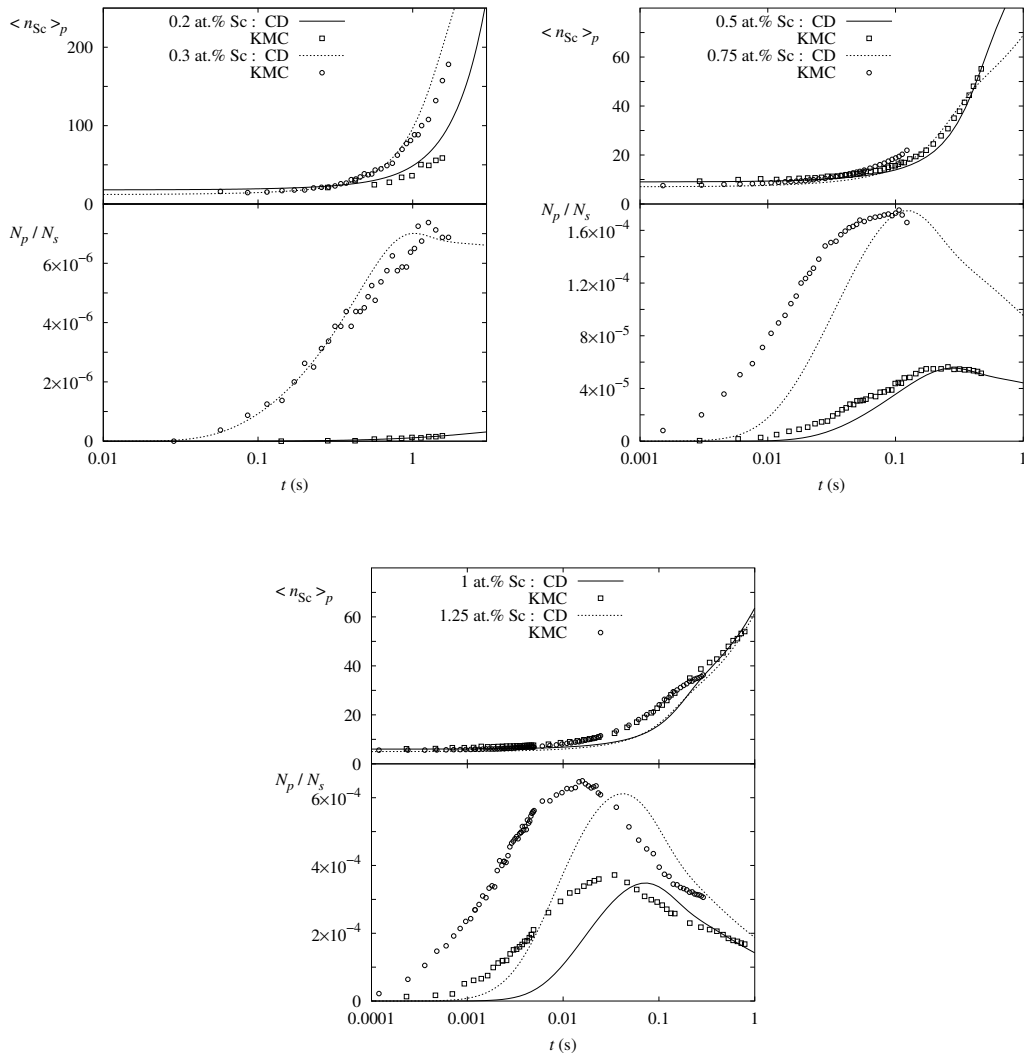 < n_Sc >_p
0.2 at.% Sc : CD
KMC
0.3 at.% Sc : CD
KMC
200
100
0
N_p / N_s
6×10⁻⁶
4×10⁻⁶
2×10⁻⁶
0
0.01 0.1 1
t (s)
< n_Sc >_p
0.5 at.% Sc : CD
KMC
0.75 at.% Sc : CD
KMC
60
40
20
0
N_p / N_s
1.6×10⁻⁴
1.2×10⁻⁴
8×10⁻⁵
4×10⁻⁵
0
0.001 0.01 0.1 1
t (s)
< n_Sc >_p
1 at.% Sc : CD
KMC
1.25 at.% Sc : CD
KMC
60
40
20
0
N_p / N_s
6×10⁻⁴
4×10⁻⁴
2×10⁻⁴
0
0.0001 0.001 0.01 0.1 1
t (s)